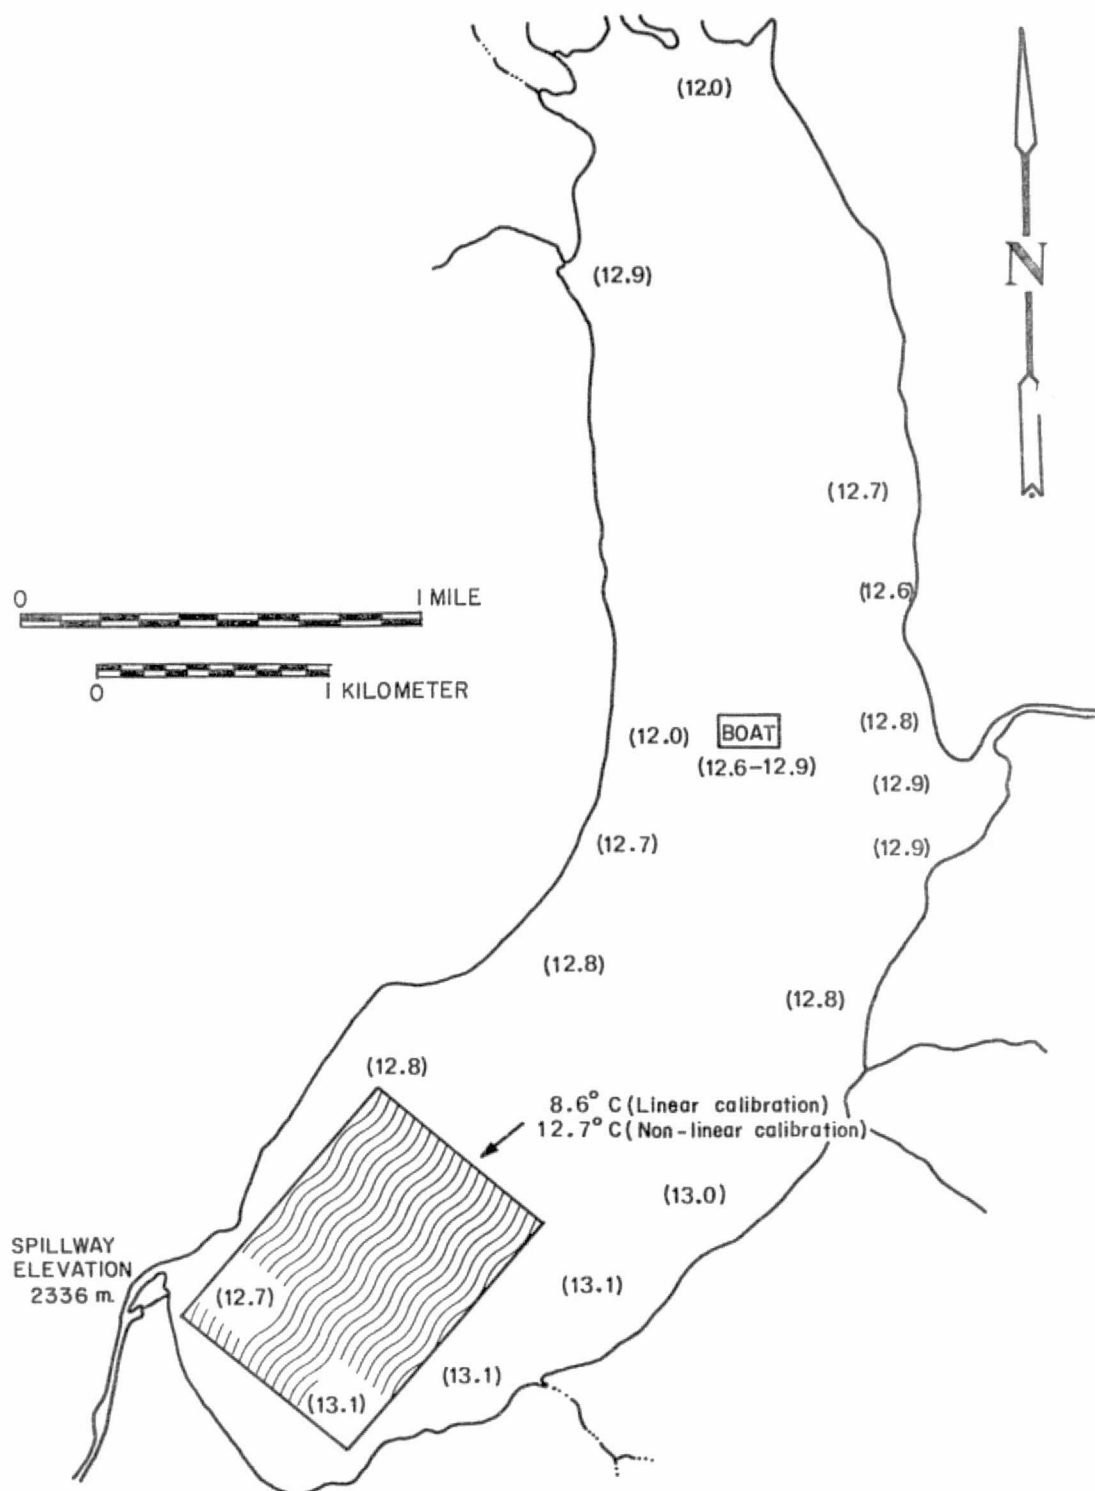 (12.0)
N
(12.9)
(12.7)
0 1 MILE
(12.6)
0 1 KILOMETER
(12.8)
(12.0)
BOAT
(12.6-12.9)
(12.9)
(12.7)
(12.9)
(12.8)
(12.8)
(12.8)
8.6° C (Linear calibration)
12.7° C (Non-linear calibration)
(13.0)
SPILLWAY
ELEVATION
2336 m.
(12.7)
(13.1)
(13.1)
(13.1)